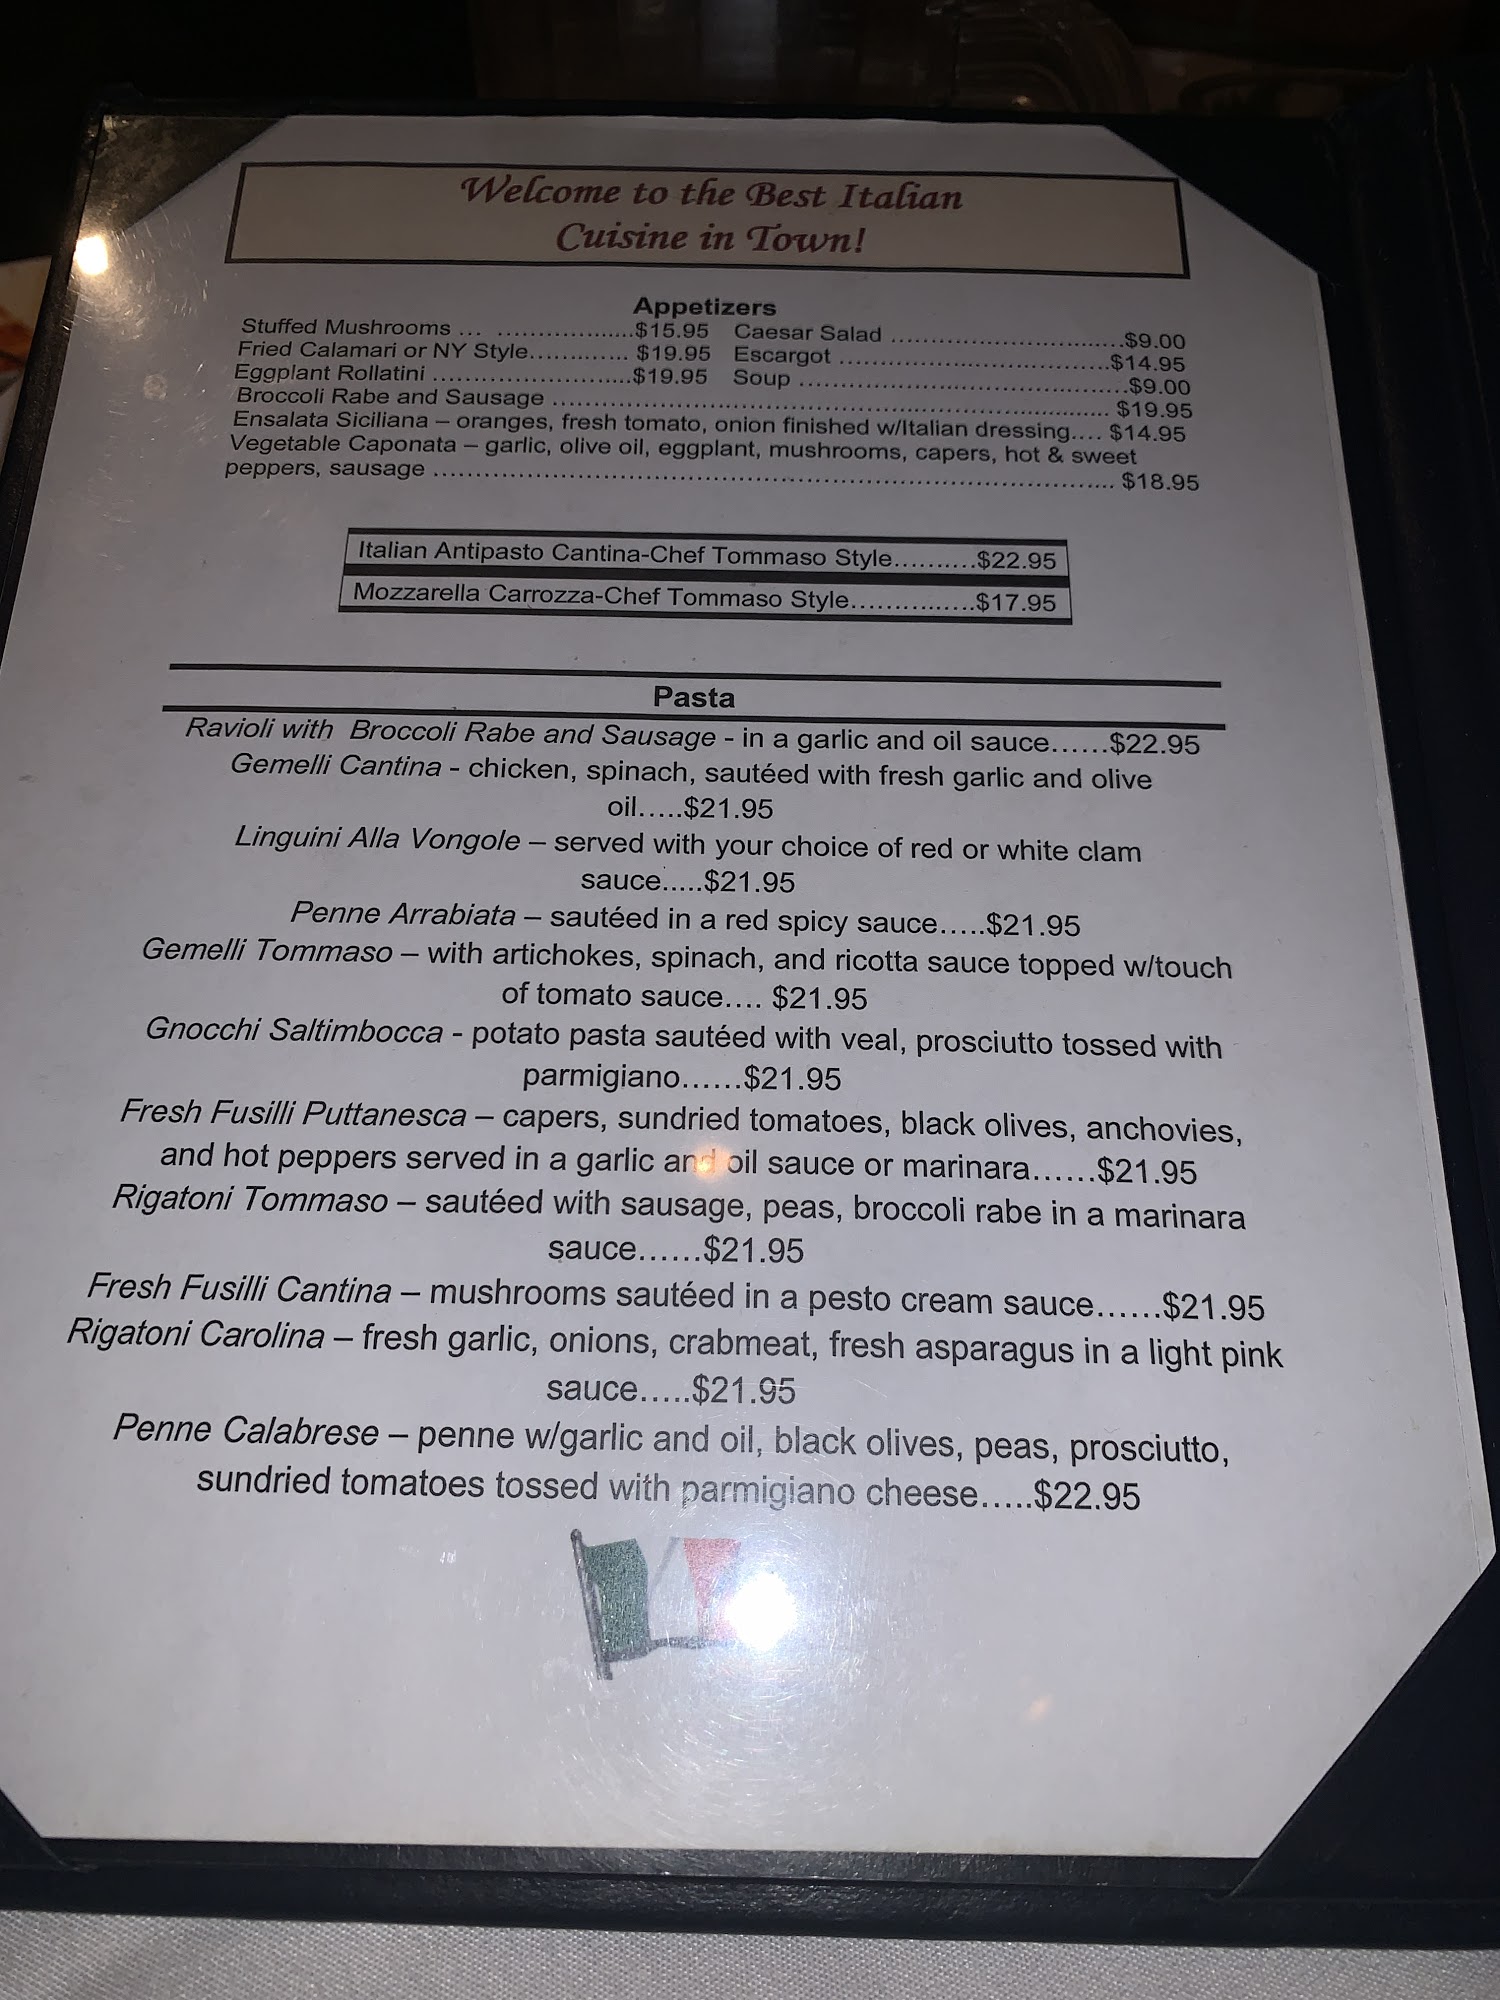 Welcome to the Best Italian
Cuisine in Town!
Appetizers
Stuffed Mushrooms ... ...................$15.95 Caesar Salad ..............................$9.00
Fried Calamari or NY Style............. $19.95 Escargot ...................................$14.95
Eggplant Rollatini ..........................$19.95 Soup ...........................................$9.00
Broccoli Rabe and Sausage ........................................................................ $19.95
Ensalata Siciliana – oranges, fresh tomato, onion finished w/Italian dressing.... $14.95
Vegetable Caponata – garlic, olive oil, eggplant, mushrooms, capers, hot & sweet
peppers, sausage ........................................................................................ $18.95
Italian Antipasto Cantina-Chef Tommaso Style..........$22.95
Mozzarella Carrozza-Chef Tommaso Style...............$17.95
Pasta
Ravioli with Broccoli Rabe and Sausage - in a garlic and oil sauce......$22.95
Gemelli Cantina - chicken, spinach, sautéed with fresh garlic and olive
oil.....$21.95
Linguini Alla Vongole – served with your choice of red or white clam
sauce.....$21.95
Penne Arrabiata – sautéed in a red spicy sauce.....$21.95
Gemelli Tommaso – with artichokes, spinach, and ricotta sauce topped w/touch
of tomato sauce.... $21.95
Gnocchi Saltimbocca - potato pasta sautéed with veal, prosciutto tossed with
parmigiano......$21.95
Fresh Fusilli Puttanesca – capers, sundried tomatoes, black olives, anchovies,
and hot peppers served in a garlic and oil sauce or marinara......$21.95
Rigatoni Tommaso – sautéed with sausage, peas, broccoli rabe in a marinara
sauce......$21.95
Fresh Fusilli Cantina – mushrooms sautéed in a pesto cream sauce......$21.95
Rigatoni Carolina – fresh garlic, onions, crabmeat, fresh asparagus in a light pink
sauce.....$21.95
Penne Calabrese – penne w/garlic and oil, black olives, peas, prosciutto,
sundried tomatoes tossed with parmigiano cheese.....$22.95